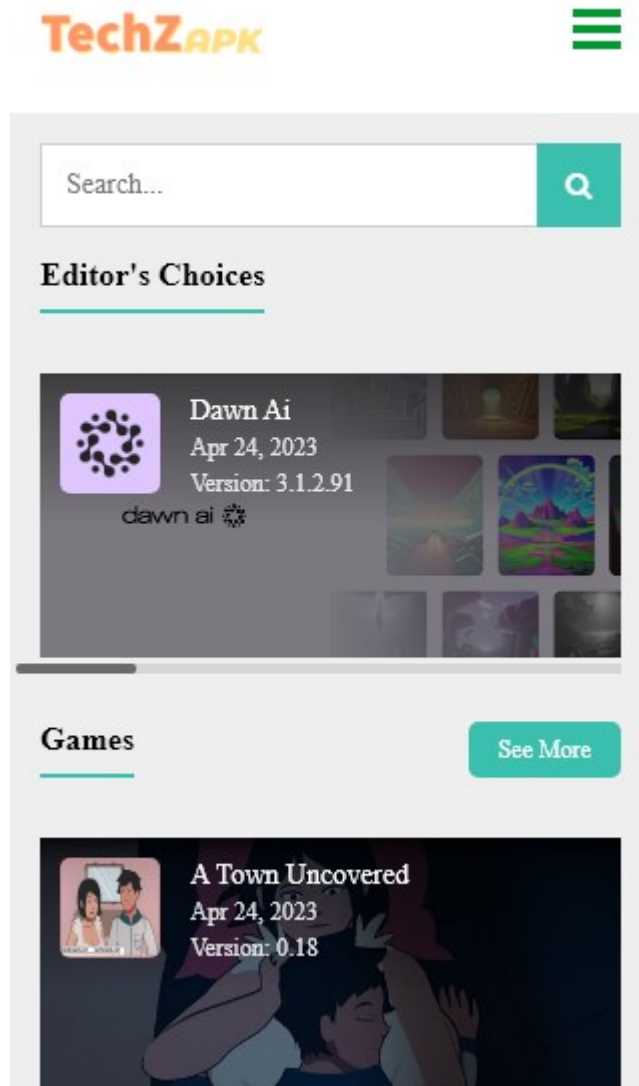 TechZAPK
Search...
Editor's Choices
Dawn Ai
Apr 24, 2023
Version: 3.1.2.91
dawn ai
Games
See More
A Town Uncovered
Apr 24, 2023
Version: 0.18